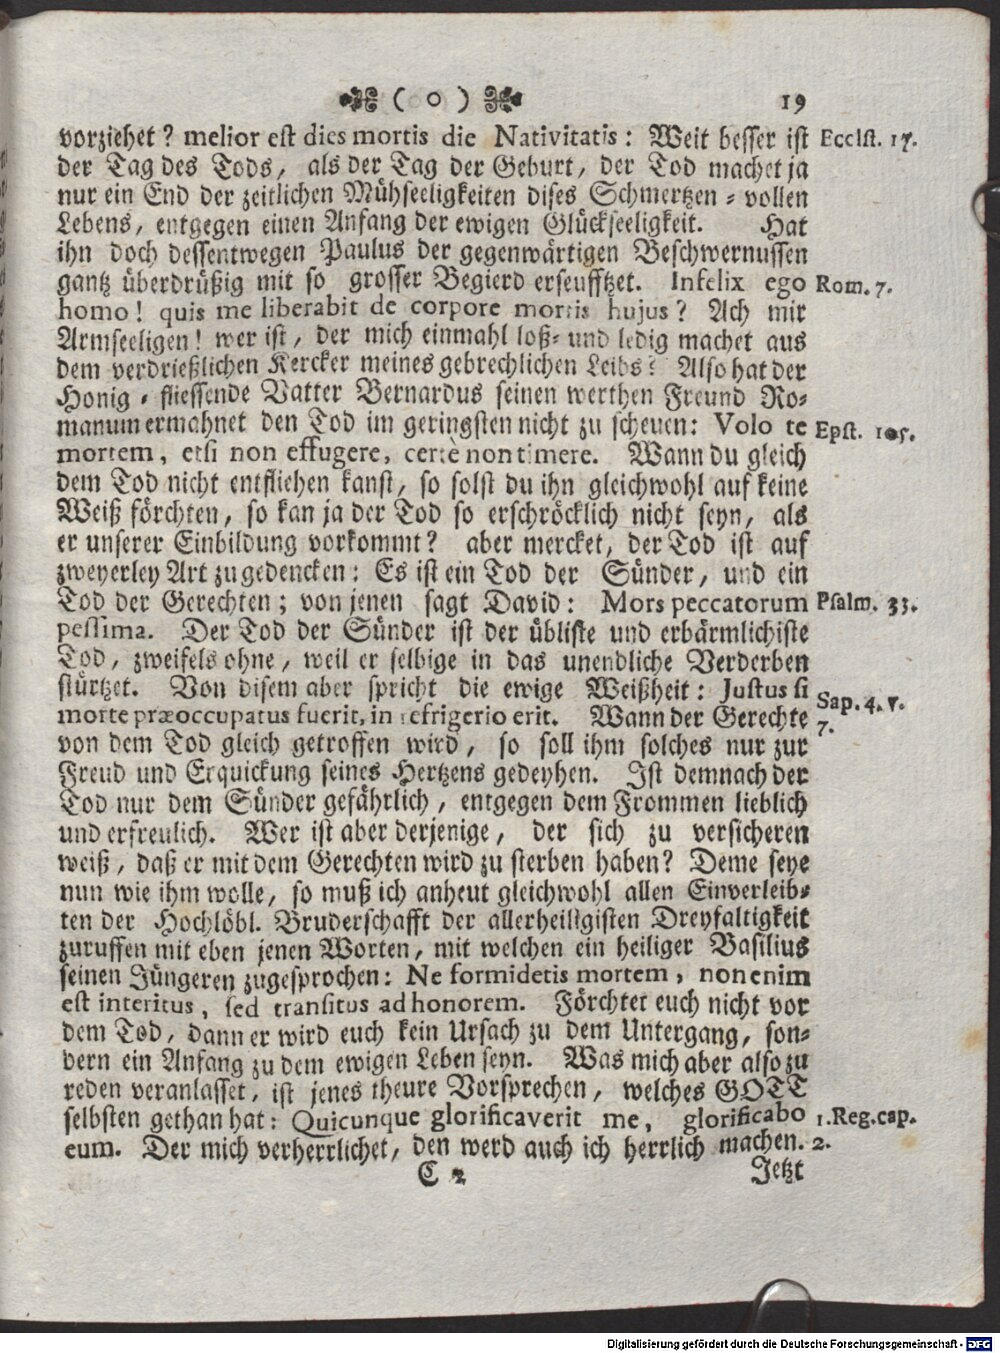 ( o ) 19
vorziehet? melior est dies mortis die Nativitatis: Weit besser ist Ecclst. 17.
der Tag des Tods, als der Tag der Geburt, der Tod machet ja
nur ein End der zeitlichen Mühseeligkeiten dises Schmertzen-vollen
Lebens, entgegen einen Anfang der ewigen Glückseeligkeit. Hat
ihn doch dessentwegen Paulus der gegenwärtigen Beschwernussen
gantz überdrüßig mit so grosser Begierd erseufftzet. Infelix ego Rom. 7.
homo! quis me liberabit de corpore mortis hujus? Ach mir
Armseeligen! wer ist, der mich einmahl loß- und ledig machet aus
dem verdrießlichen Kercker meines gebrechlichen Leibs? Also hat der
Honig-fliessende Vatter Bernardus seinen werthen Freund Ro-
manum ermahnet den Tod im geringsten nicht zu scheuen: Volo te Epst. 105.
mortem, etsi non effugere, certè non timere. Wann du gleich
dem Tod nicht entfliehen kanst, so solst du ihn gleichwohl auf keine
Weiß förchten, so kan ja der Tod so erschröcklich nicht seyn, als
er unserer Einbildung vorkommt? aber mercket, der Tod ist auf
zweyerley Art zu gedencken: Es ist ein Tod der Sünder, und ein
Tod der Gerechten; von jenen sagt David: Mors peccatorum Psalm. 33.
pessima. Der Tod der Sünder ist der übliste und erbärmlichiste
Tod, zweifels ohne, weil er selbige in das unendliche Verderben
stürtzet. Von disem aber spricht die ewige Weißheit: Justus si Sap. 4. v.
morte præoccupatus fuerit, in refrigerio erit. Wann der Gerechte 7.
von dem Tod gleich getroffen wird, so soll ihm solches nur zur
Freud und Erquickung seines Hertzens gedeyhen. Ist demnach der
Tod nur dem Sünder gefährlich, entgegen dem Frommen lieblich
und erfreulich. Wer ist aber derjenige, der sich zu versicheren
weiß, daß er mit dem Gerechten wird zu sterben haben? Deme seye
nun wie ihm wolle, so muß ich anheut gleichwohl allen Einverleib-
ten der Hochlöbl. Bruderschafft der allerheiligisten Dreyfaltigkeit
zuruffen mit eben jenen Worten, mit welchen ein heiliger Basilius
seinen Jüngeren zugesprochen: Ne formidetis mortem, non enim
est interitus, sed transitus ad honorem. Förchtet euch nicht vor
dem Tod, dann er wird euch kein Ursach zu dem Untergang, son-
dern ein Anfang zu dem ewigen Leben seyn. Was mich aber also zu
reden veranlasset, ist jenes theure Vorsprechen, welches GOTT
selbsten gethan hat: Quicunque glorificaverit me, glorificabo 1. Reg. cap.
eum. Der mich verherrlichet, den werd auch ich herrlich machen. 2.
C 2 Jetzt
Digitalisierung gefördert durch die Deutsche Forschungsgemeinschaft - DFG